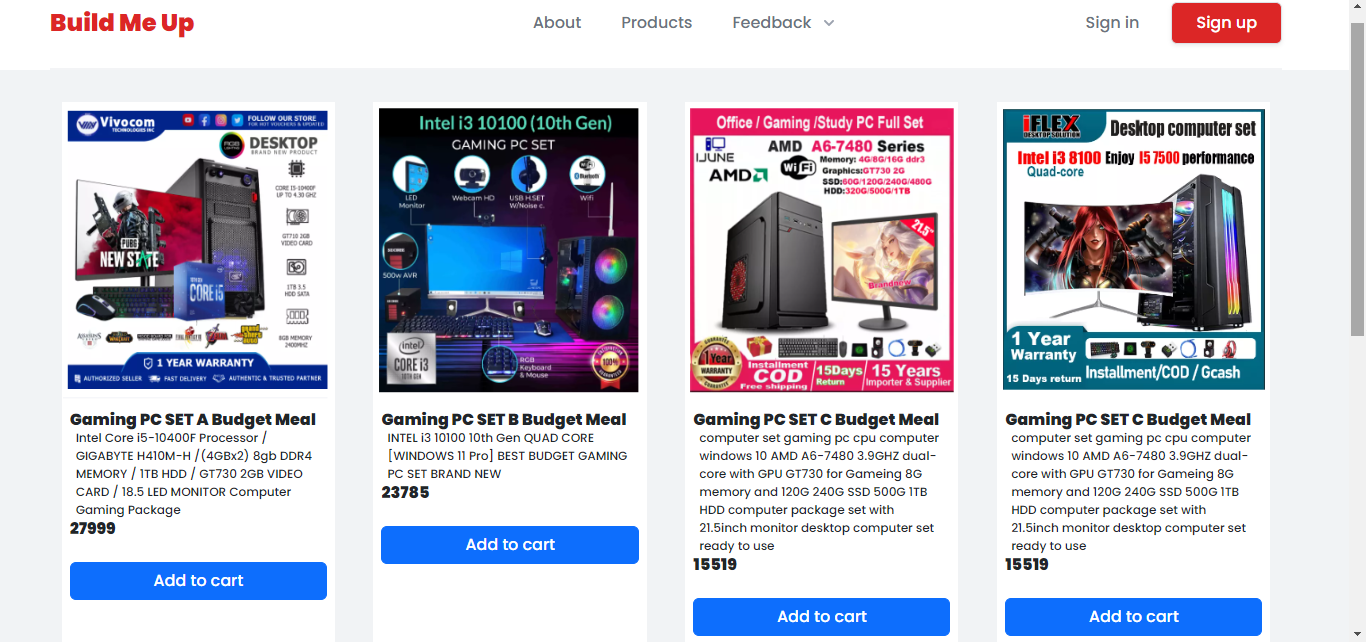 Build Me Up
About
Products
Feedback
Sign in
Sign up
Vivocom
TECHNOLOGIES INC
FOLLOW OUR STORE
FOR HOT VOUCHERS & UPDATES
DESKTOP
BRAND NEW PRODUCT
CORE I5-10400F
UP TO 4.30 GHZ
GT710 2GB
VIDEO CARD
1TB 3.5
HDD SATA
8GB MEMORY
2400MHZ
PUBG
NEW STATE
CORE i5
1 YEAR WARRANTY
AUTHORIZED SELLER
FAST DELIVERY
AUTHENTIC & TRUSTED PARTNER
Gaming PC SET A Budget Meal
Intel Core i5-10400F Processor /
GIGABYTE H410M-H /(4GBx2) 8gb DDR4
MEMORY / 1TB HDD / GT730 2GB VIDEO
CARD / 18.5 LED MONITOR Computer
Gaming Package
27999
Add to cart
Intel i3 10100 (10th Gen)
GAMING PC SET
LED
Monitor
Webcam HD
USB H.SET
W/Noise c.
Bluetooth
Wifi
500w AVR
intel
CORE i3
10TH GEN
RGB
Keyboard
& Mouse
100%
Gaming PC SET B Budget Meal
INTEL i3 10100 10th Gen QUAD CORE
[WINDOWS 11 Pro] BEST BUDGET GAMING
PC SET BRAND NEW
23785
Add to cart
Office / Gaming /Study PC Full Set
IJUNE
AMD
AMD A6-7480 Series
WiFi
Memory: 4G/8G/16G ddr3
Graphics:GT730 2G
SSD:60G/120G/240G/480G
HDD:320G/500G/1TB
21.5"
Brandnew
1 Year
WARRANTY
Installment
COD
Free shipping
15Days
Return
15 Years
Importer & Supplier
Gaming PC SET C Budget Meal
computer set gaming pc cpu computer
windows 10 AMD A6-7480 3.9GHZ dual-
core with GPU GT730 for Gameing 8G
memory and 120G 240G SSD 500G 1TB
HDD computer package set with
21.5inch monitor desktop computer set
ready to use
15519
Add to cart
iFLEX
DESKTOP SOLUTION
Desktop computer set
Intel i3 8100 Enjoy I5 7500 performance
Quad-core
1 Year
Warranty
15 Days return
Installment/COD / Gcash
Gaming PC SET C Budget Meal
computer set gaming pc cpu computer
windows 10 AMD A6-7480 3.9GHZ dual-
core with GPU GT730 for Gameing 8G
memory and 120G 240G SSD 500G 1TB
HDD computer package set with
21.5inch monitor desktop computer set
ready to use
15519
Add to cart